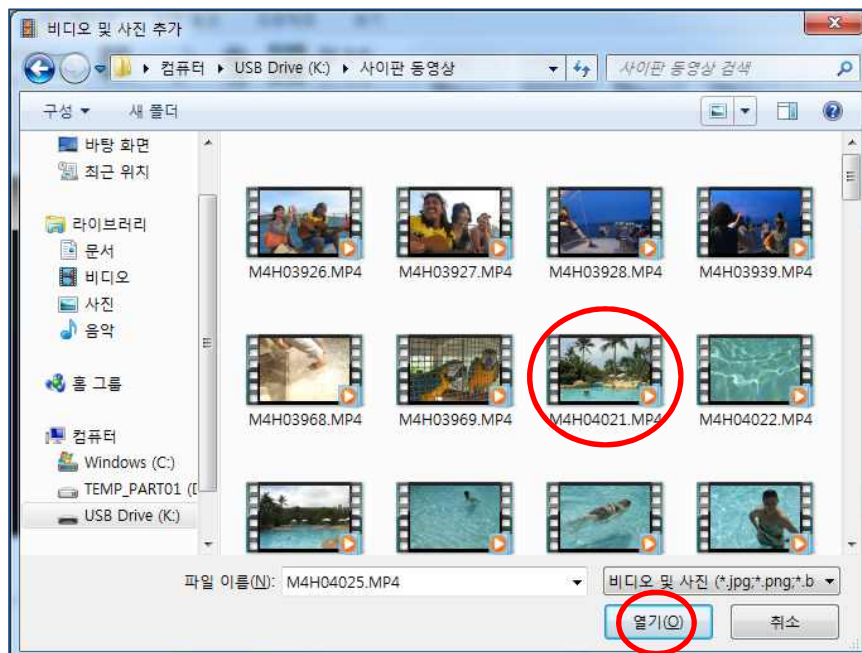 비디오 및 사진 추가
컴퓨터 ▸ USB Drive (K:) ▸ 사이판 동영상
사이판 동영상 검색
구성 새 폴더
바탕 화면
최근 위치
라이브러리
문서
비디오
사진
음악
홈 그룹
컴퓨터
Windows (C:)
TEMP_PART01 (D
USB Drive (K:)
M4H03926.MP4 M4H03927.MP4 M4H03928.MP4 M4H03939.MP4
M4H03968.MP4 M4H03969.MP4 M4H04021.MP4 M4H04022.MP4
파일 이름(N): M4H04025.MP4 비디오 및 사진 (*.jpg;*.png;*.b
열기(O) 취소